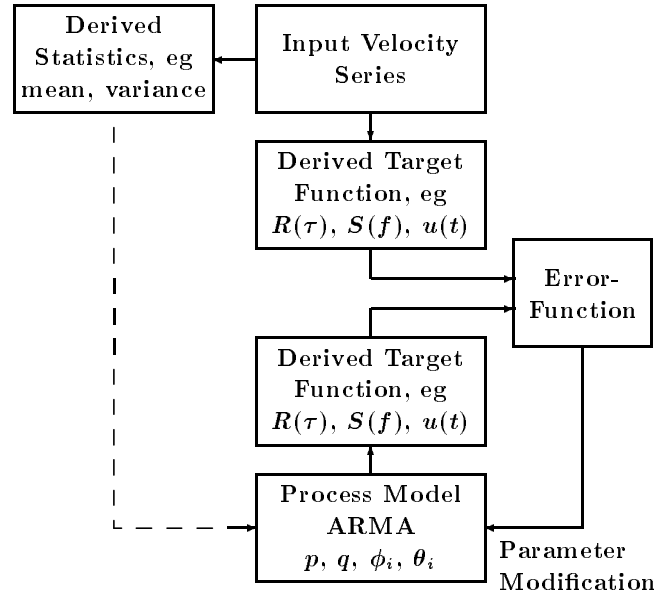 Derived
Statistics, eg
mean, variance
Input Velocity
Series
Derived Target
Function, eg
R(τ), S(f), u(t)
Error-
Function
Derived Target
Function, eg
R(τ), S(f), u(t)
Process Model
ARMA
p, q, ϕᵢ, θᵢ
Parameter
Modification